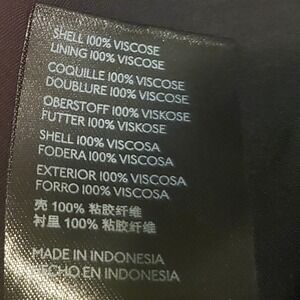 SHELL 100% VISCOSE
LINING 100% VISCOSE
COQUILLE 100% VISCOSE
DOUBLURE 100% VISCOSE
OBERSTOFF 100% VISKOSE
FUTTER 100% VISKOSE
SHELL 100% VISCOSA
FODERA 100% VISCOSA
EXTERIOR 100% VISCOSA
FORRO 100% VISCOSA
壳 100% 粘胶纤维
衬里 100% 粘胶纤维
MADE IN INDONESIA
HECHO EN INDONESIA